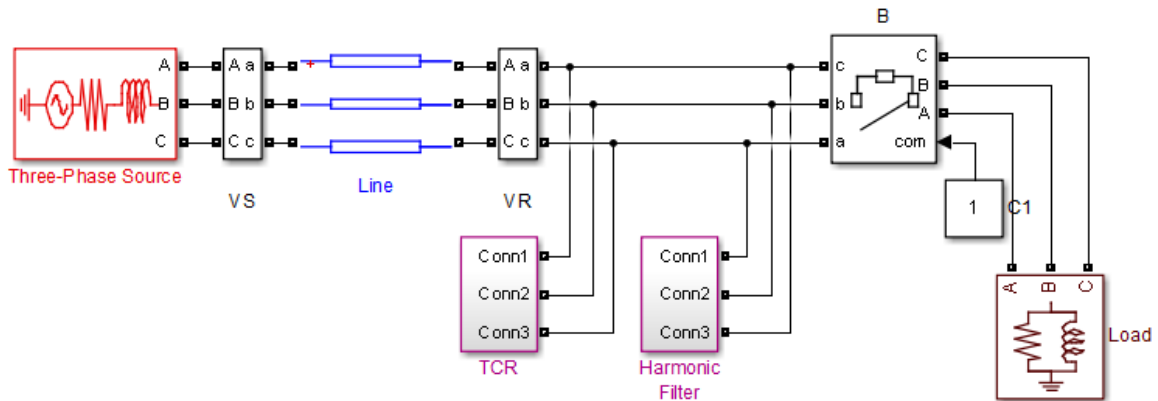 B
A
B
C
Three-Phase Source
A a
B b
C c
VS
Line
A a
B b
C c
VR
c
b
a
C
B
A
com
1
C1
Conn1
Conn2
Conn3
TCR
Conn1
Conn2
Conn3
Harmonic
Filter
A
B
C
Load